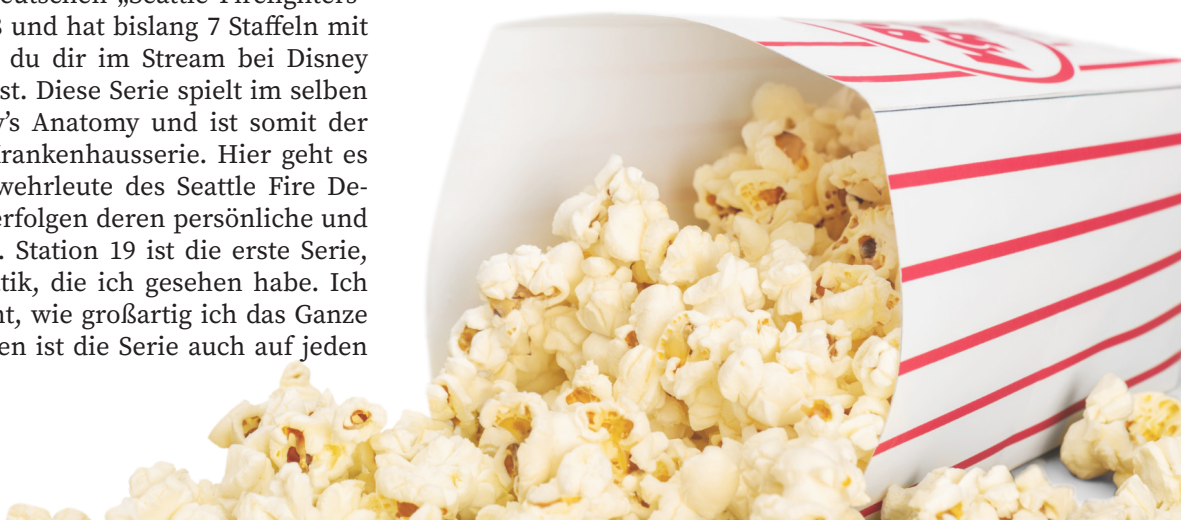 „Seattle Firefighters
und hat bislang 7 Staffeln mit
du dir im Stream bei Disney
st. Diese Serie spielt im selben
y’s Anatomy und ist somit der
rankenhausserie. Hier geht es
wehrleute des Seattle Fire De-
erfolgen deren persönliche und
. Station 19 ist die erste Serie,
tik, die ich gesehen habe. Ich
nt, wie großartig ich das Ganze
en ist die Serie auch auf jeden